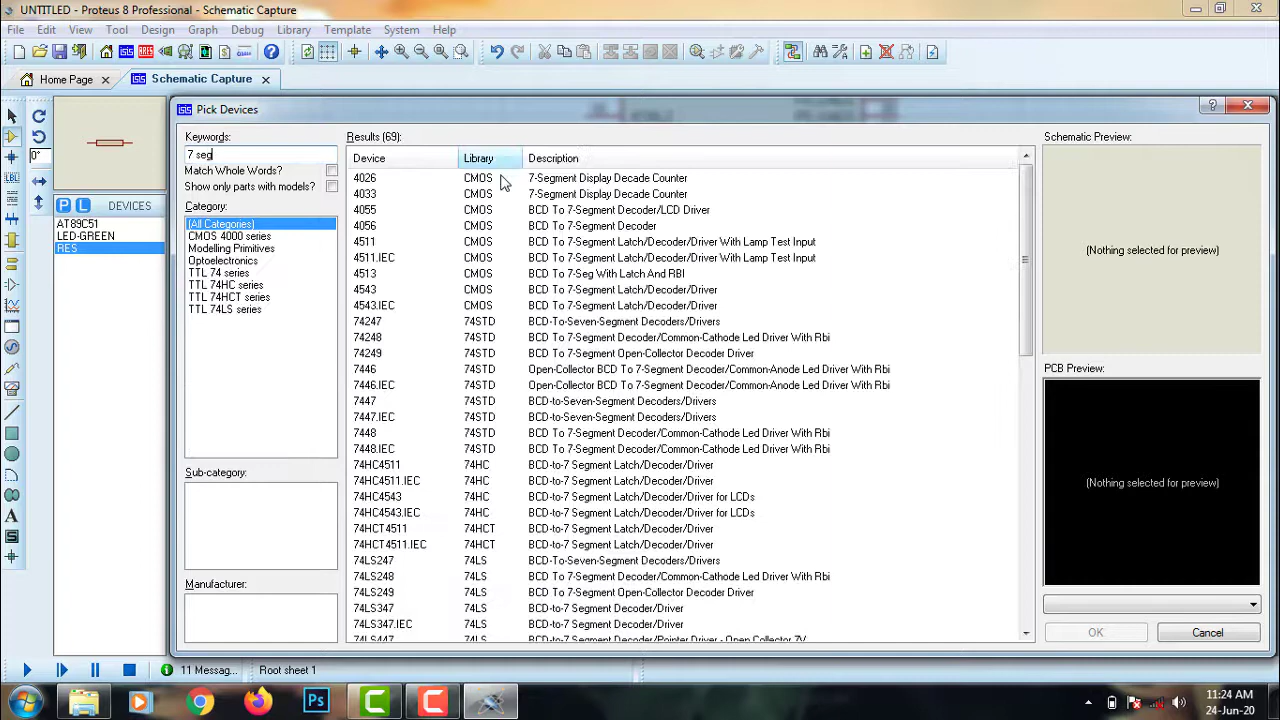 UNTITLED - Proteus 8 Professional - Schematic Capture
File Edit View Tool Design Graph Debug Library Template System Help
Home Page
Schematic Capture
Pick Devices
Keywords:
7 seg
Match Whole Words?
Show only parts with models?
Category:
(All Categories)
CMOS 4000 series
Modelling Primitives
Optoelectronics
TTL 74 series
TTL 74HC series
TTL 74HCT series
TTL 74LS series
Sub-category:
Manufacturer:
0°
P L DEVICES
AT89C51
LED-GREEN
RES
Results (69):
Device Library Description
4026 CMOS 7-Segment Display Decade Counter
4033 CMOS 7-Segment Display Decade Counter
4055 CMOS BCD To 7-Segment Decoder/LCD Driver
4056 CMOS BCD To 7-Segment Decoder
4511 CMOS BCD To 7-Segment Latch/Decoder/Driver With Lamp Test Input
4511.IEC CMOS BCD To 7-Segment Latch/Decoder/Driver With Lamp Test Input
4513 CMOS BCD To 7-Seg With Latch And RBI
4543 CMOS BCD To 7-Segment Latch/Decoder/Driver
4543.IEC CMOS BCD To 7-Segment Latch/Decoder/Driver
74247 74STD BCD-To-Seven-Segment Decoders/Drivers
74248 74STD BCD To 7-Segment Decoder/Common-Cathode Led Driver With Rbi
74249 74STD BCD To 7-Segment Open-Collector Decoder Driver
7446 74STD Open-Collector BCD To 7-Segment Decoder/Common-Anode Led Driver With Rbi
7446.IEC 74STD Open-Collector BCD To 7-Segment Decoder/Common-Anode Led Driver With Rbi
7447 74STD BCD-to-Seven-Segment Decoders/Drivers
7447.IEC 74STD BCD-to-Seven-Segment Decoders/Drivers
7448 74STD BCD To 7-Segment Decoder/Common-Cathode Led Driver With Rbi
7448.IEC 74STD BCD To 7-Segment Decoder/Common-Cathode Led Driver With Rbi
74HC4511 74HC BCD-to-7 Segment Latch/Decoder/Driver
74HC4511.IEC 74HC BCD-to-7 Segment Latch/Decoder/Driver
74HC4543 74HC BCD-to-7 Segment Latch/Decoder/Driver for LCDs
74HC4543.IEC 74HC BCD-to-7 Segment Latch/Decoder/Driver for LCDs
74HCT4511 74HCT BCD-to-7 Segment Latch/Decoder/Driver
74HCT4511.IEC 74HCT BCD-to-7 Segment Latch/Decoder/Driver
74LS247 74LS BCD-To-Seven-Segment Decoders/Drivers
74LS248 74LS BCD To 7-Segment Decoder/Common-Cathode Led Driver With Rbi
74LS249 74LS BCD To 7-Segment Open-Collector Decoder Driver
74LS347 74LS BCD-to-7 Segment Decoder/Driver
74LS347.IEC 74LS BCD-to-7 Segment Decoder/Driver
74LS447 74LS BCD-to-7 Segment Decoder/Pointer Driver - Open Collector 7V
Schematic Preview:
(Nothing selected for preview)
PCB Preview:
(Nothing selected for preview)
OK Cancel
11 Messag... Root sheet 1
Ps
11:24 AM
24-Jun-20